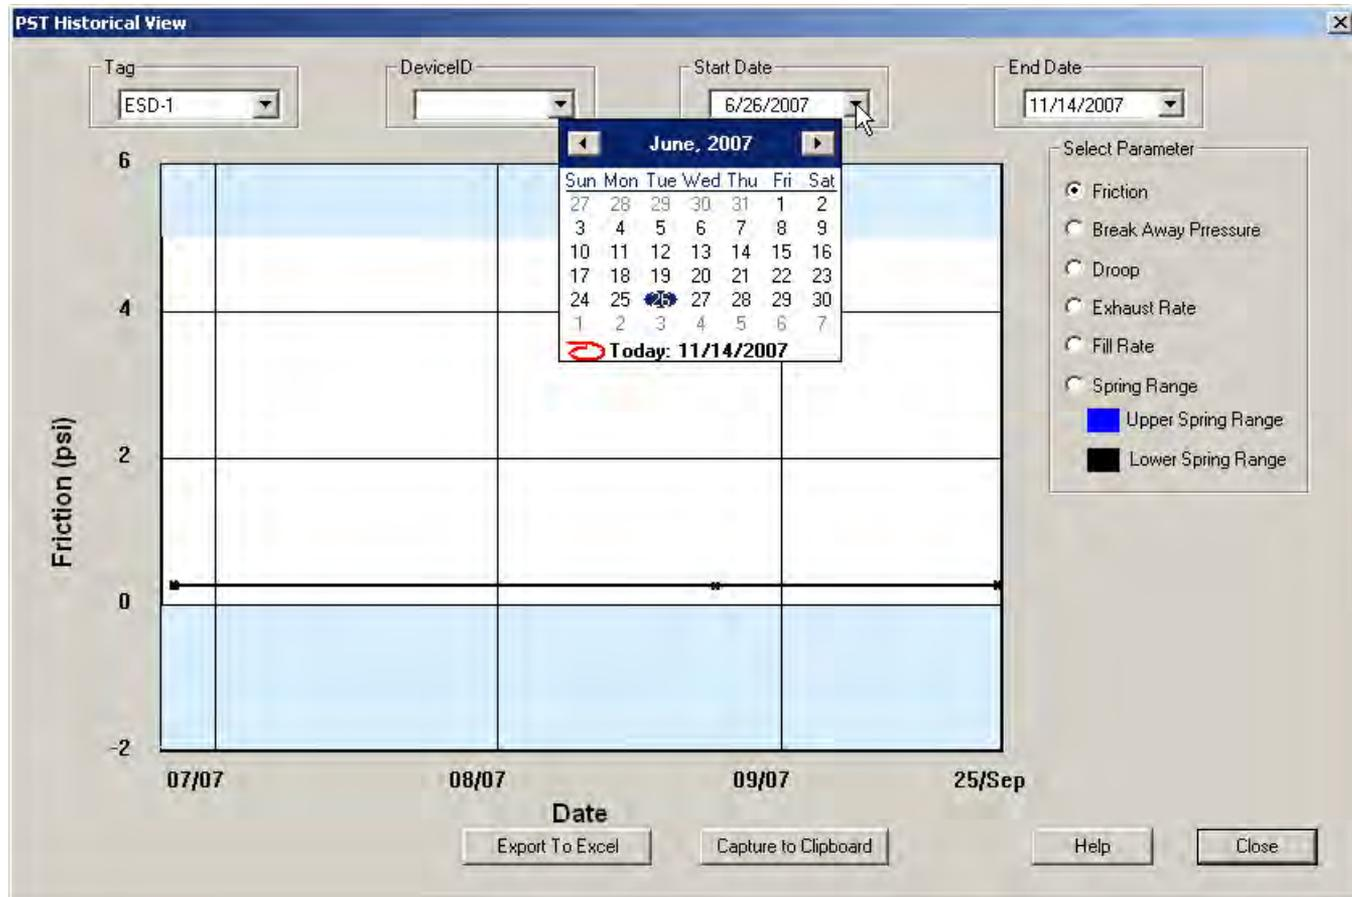 PST Historical View
Tag
DeviceID
Start Date
End Date
ESD-1
6/26/2007
11/14/2007
June, 2007
Sun Mon Tue Wed Thu Fri Sat
27 28 29 30 31 1 2
3 4 5 6 7 8 9
10 11 12 13 14 15 16
17 18 19 20 21 22 23
24 25 26 27 28 29 30
1 2 3 4 5 6 7
Today: 11/14/2007
Select Parameter
Friction
Break Away Prressure
Droop
Exhaust Rate
Fill Rate
Spring Range
Upper Spring Range
Lower Spring Range
Friction (psi)
6
4
2
0
-2
07/07 08/07 09/07 25/Sep
Date
Export To Excel
Capture to Clipboard
Help
Close